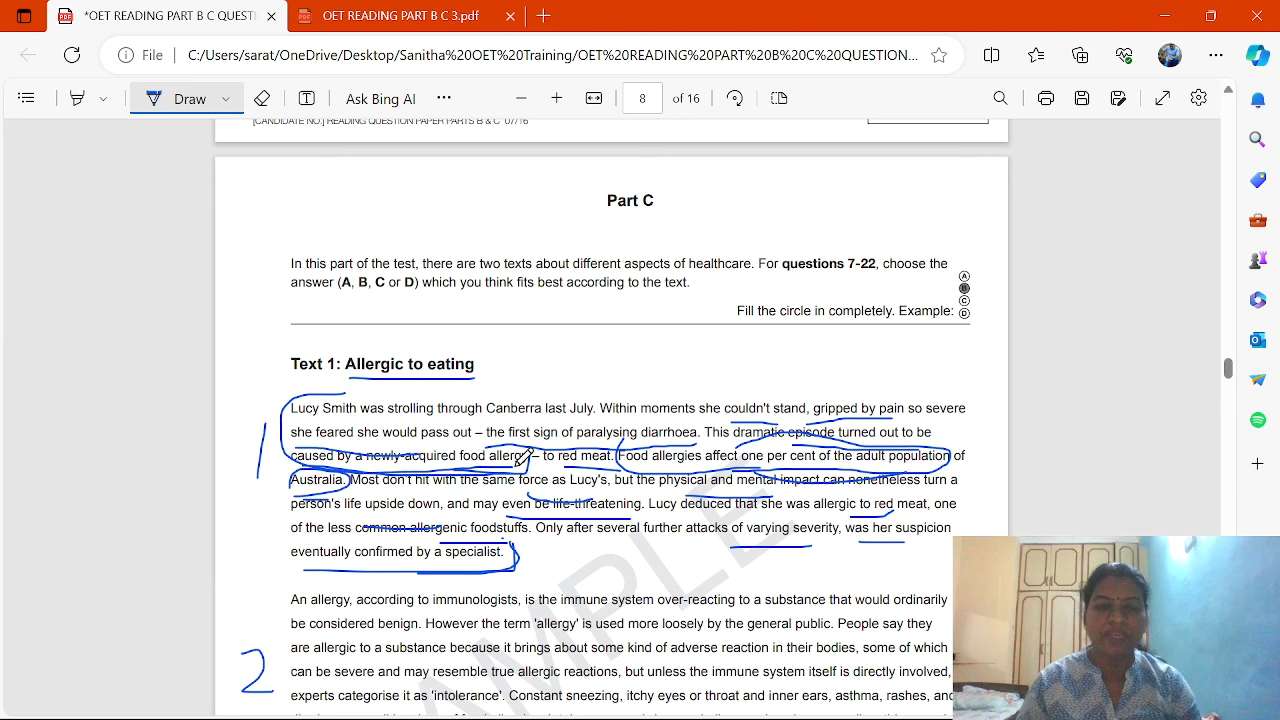 *OET READING PART B C QUESTI
OET READING PART B C 3.pdf
File C:/Users/sarat/OneDrive/Desktop/Sanitha%20OET%20Training/OET%20READING%20PART%20B%20C%20QUESTION...
Draw Ask Bing AI 8 of 16
[CANDIDATE NO.] READING QUESTION PAPER PARTS B & C 07/16
Part C
In this part of the test, there are two texts about different aspects of healthcare. For questions 7-22, choose the
answer (A, B, C or D) which you think fits best according to the text.
Fill the circle in completely. Example:
A
B
C
D
Text 1: Allergic to eating
1
Lucy Smith was strolling through Canberra last July. Within moments she couldn't stand, gripped by pain so severe
she feared she would pass out – the first sign of paralysing diarrhoea. This dramatic episode turned out to be
caused by a newly-acquired food allergy – to red meat. Food allergies affect one per cent of the adult population of
Australia. Most don't hit with the same force as Lucy's, but the physical and mental impact can nonetheless turn a
person's life upside down, and may even be life-threatening. Lucy deduced that she was allergic to red meat, one
of the less common allergenic foodstuffs. Only after several further attacks of varying severity, was her suspicion
eventually confirmed by a specialist.
2
An allergy, according to immunologists, is the immune system over-reacting to a substance that would ordinarily
be considered benign. However the term 'allergy' is used more loosely by the general public. People say they
are allergic to a substance because it brings about some kind of adverse reaction in their bodies, some of which
can be severe and may resemble true allergic reactions, but unless the immune system itself is directly involved,
experts categorise it as 'intolerance'. Constant sneezing, itchy eyes or throat and inner ears, asthma, rashes, and
SAMPLE